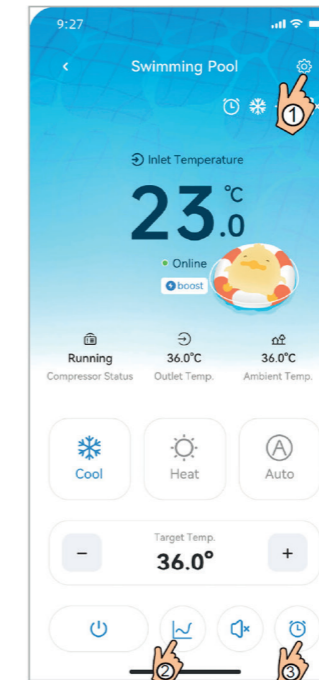 9:27
Swimming Pool
①
Inlet Temperature
23.0 ℃
Online
boost
Running 36.0°C 36.0°C
Compressor Status Outlet Temp. Ambient Temp.
A
Cool Heat Auto
Target Temp.
− 36.0° +
② ③